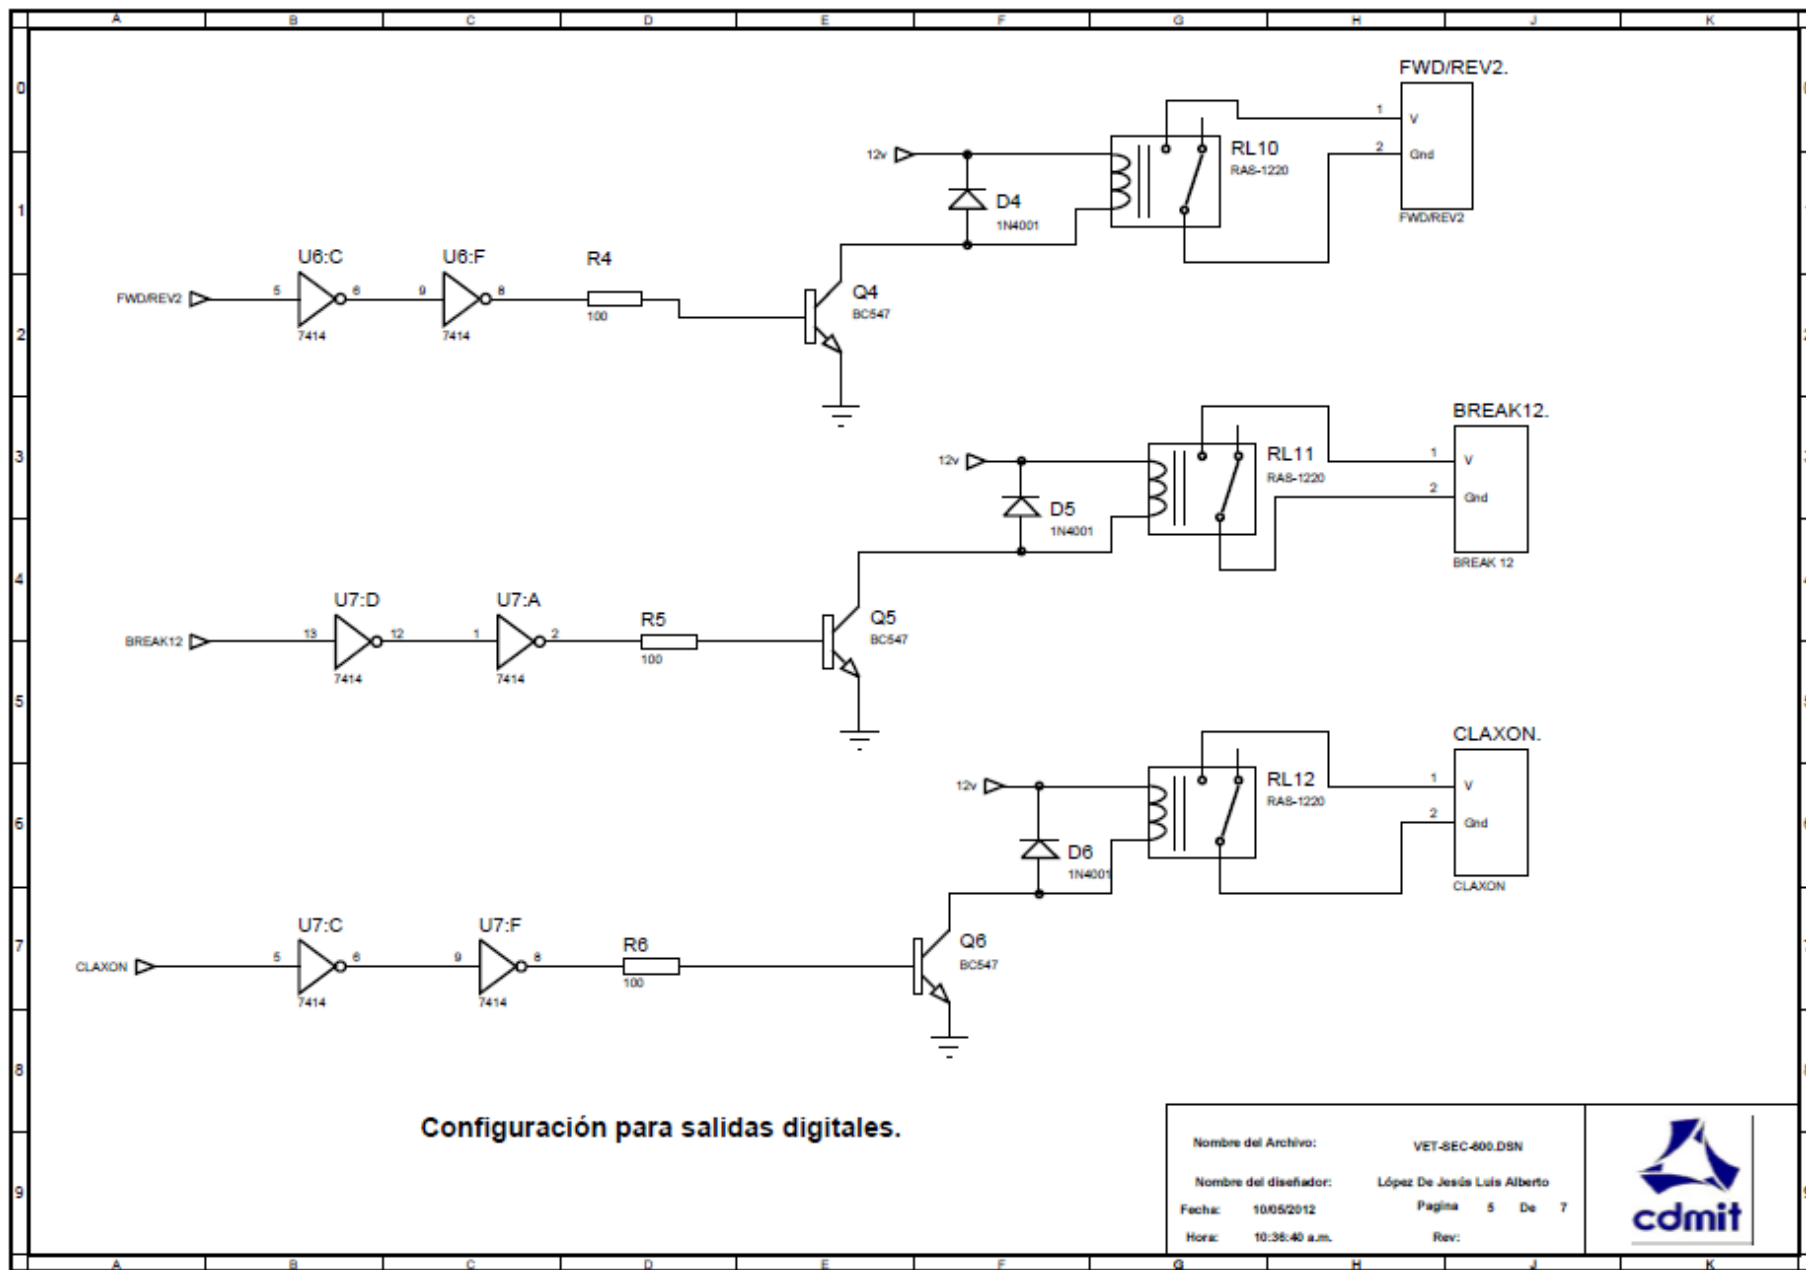 A B C D E F G H J K
0
1
2
3
4
5
6
7
8
9
FWD/REV2.
1 V
2 Gnd
FWD/REV2
12v
RL10
RAS-1220
D4
1N4001
FWD/REV2
U6:C
5 6
7414
U6:F
9 8
7414
R4
100
Q4
BC547
BREAK12.
1 V
2 Gnd
BREAK 12
12v
RL11
RAS-1220
D5
1N4001
BREAK12
U7:D
13 12
7414
U7:A
1 2
7414
R5
100
Q5
BC547
CLAXON.
1 V
2 Gnd
CLAXON
12v
RL12
RAS-1220
D6
1N4001
CLAXON
U7:C
5 6
7414
U7:F
9 8
7414
R6
100
Q6
BC547
Configuración para salidas digitales.
Nombre del Archivo: VET-SEC-600.DSN
Nombre del diseñador: López De Jesús Luis Alberto
Fecha: 10/05/2012 Pagina 5 De 7
Hora: 10:36:40 a.m. Rev:
cdmit
A B C D E F G H J K